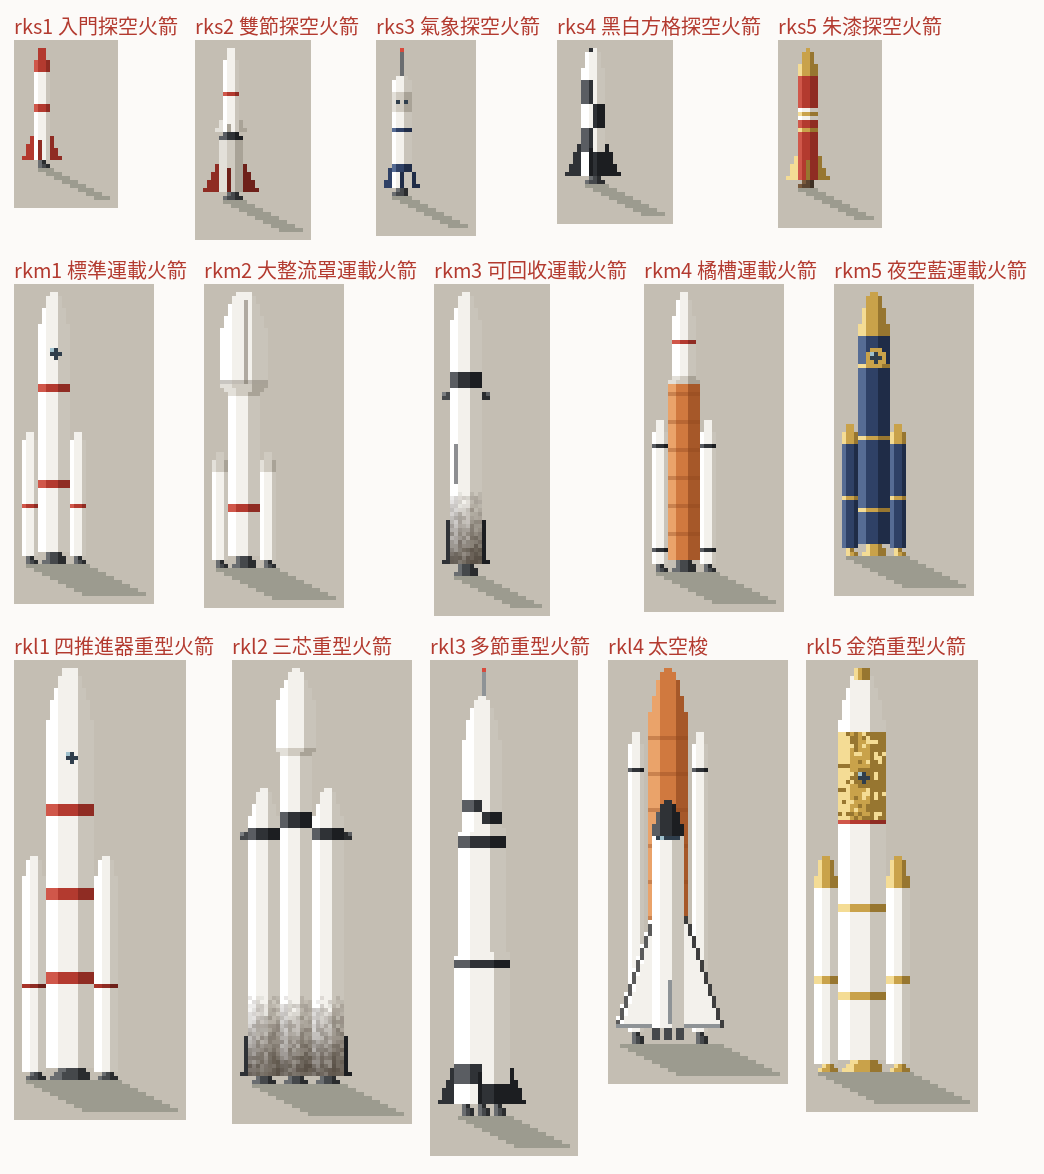 rks1 入門探空火箭
rks2 雙節探空火箭
rks3 氣象探空火箭
rks4 黑白方格探空火箭
rks5 朱漆探空火箭
rkm1 標準運載火箭
rkm2 大整流罩運載火箭
rkm3 可回收運載火箭
rkm4 橘槽運載火箭
rkm5 夜空藍運載火箭
rkl1 四推進器重型火箭
rkl2 三芯重型火箭
rkl3 多節重型火箭
rkl4 太空梭
rkl5 金箔重型火箭